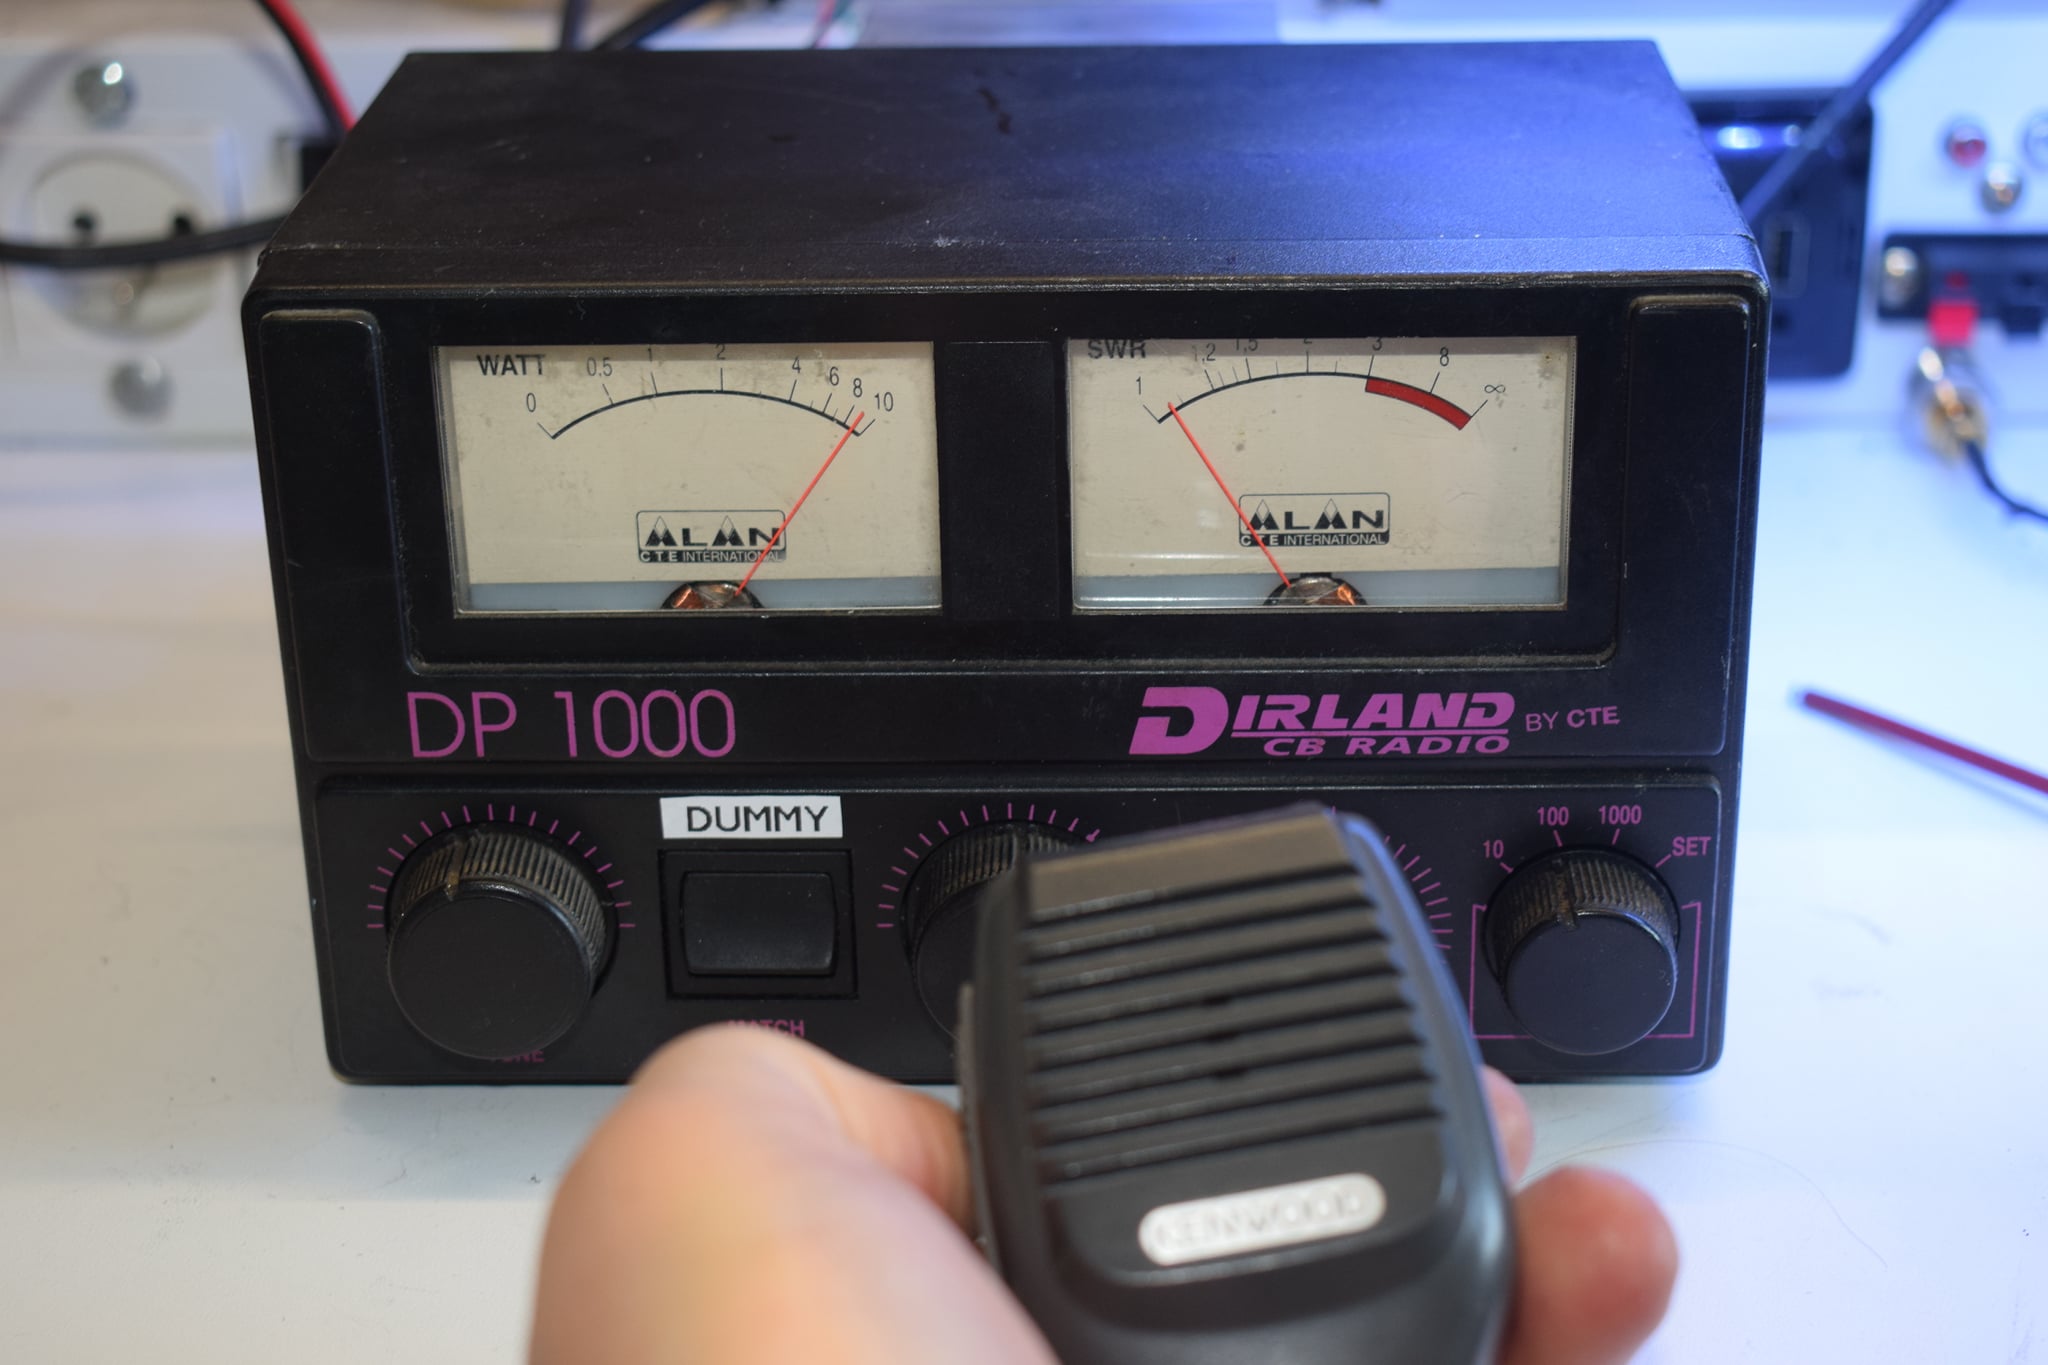 WATT
0 0,5 1 2 4 6 8 10
ALAN
CTE INTERNATIONAL
SWR
1 1,2 1,5 2 3 8 ∞
ALAN
CTE INTERNATIONAL
DP 1000
DIRLAND
CB RADIO
BY CTE
DUMMY
10 100 1000 SET
MATCH
TUNE
KENWOOD